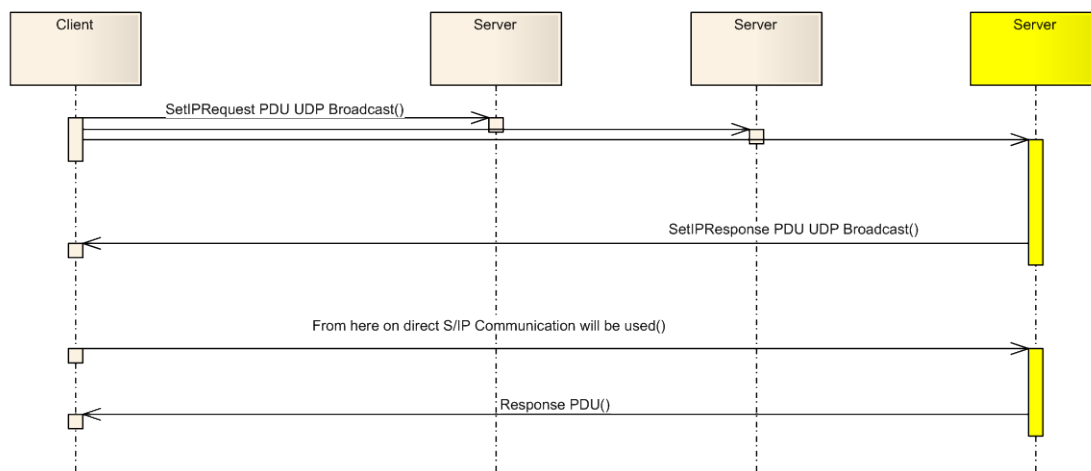 Client
Server
Server
Server
SetIPRequest PDU UDP Broadcast()
SetIPResponse PDU UDP Broadcast()
From here on direct S/IP Communication will be used()
Response PDU()